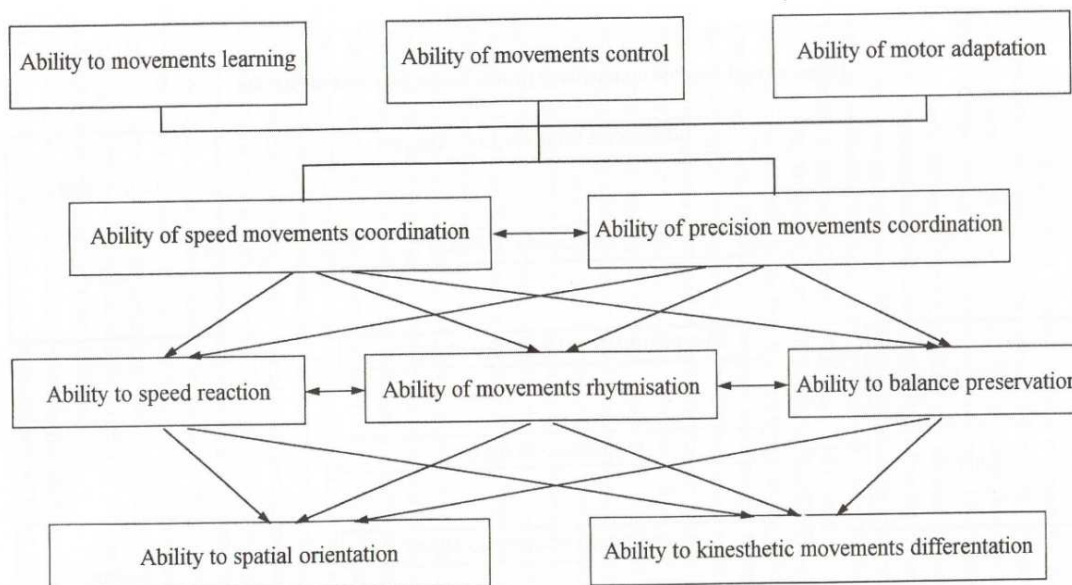 Ability to movements learning
Ability of movements control
Ability of motor adaptation
Ability of speed movements coordination
Ability of precision movements coordination
Ability to speed reaction
Ability of movements rhytmisation
Ability to balance preservation
Ability to spatial orientation
Ability to kinesthetic movements differentation